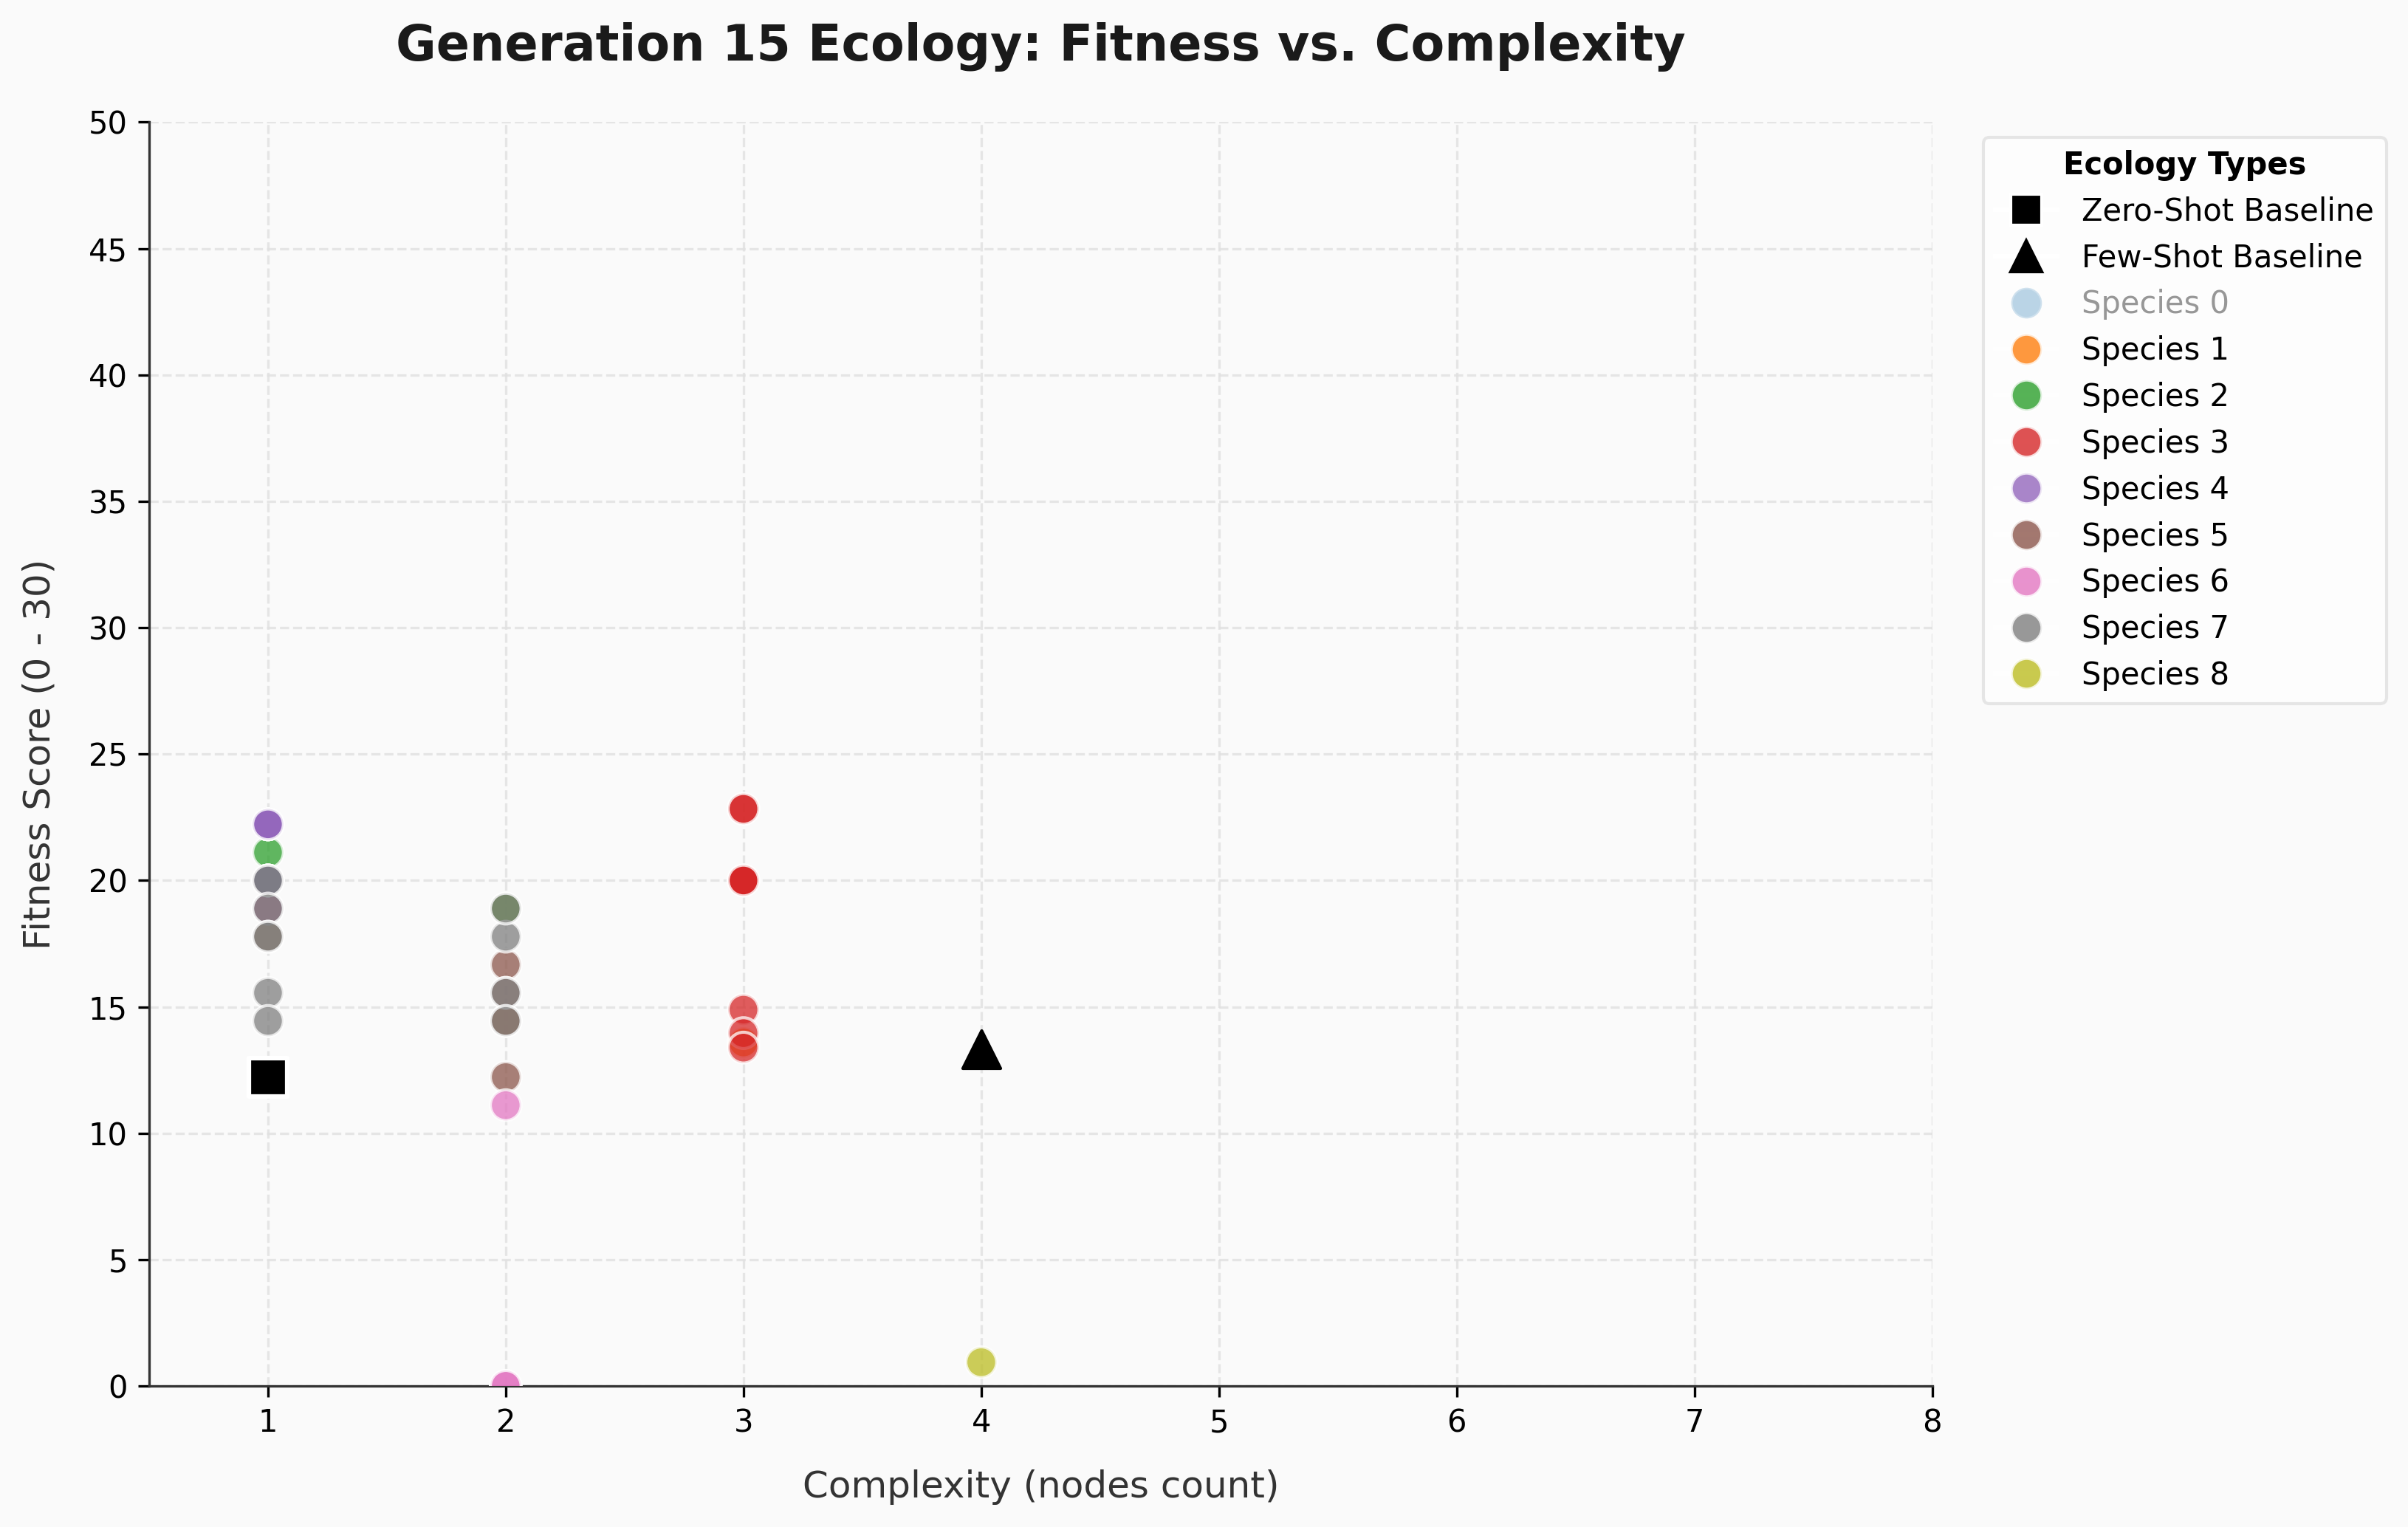 Generation 15 Ecology: Fitness vs. Complexity
50
45
40
35
30
25
20
15
10
5
0
Fitness Score (0 - 30)
1 2 3 4 5 6 7 8
Complexity (nodes count)
Ecology Types
Zero-Shot Baseline
Few-Shot Baseline
Species 0
Species 1
Species 2
Species 3
Species 4
Species 5
Species 6
Species 7
Species 8